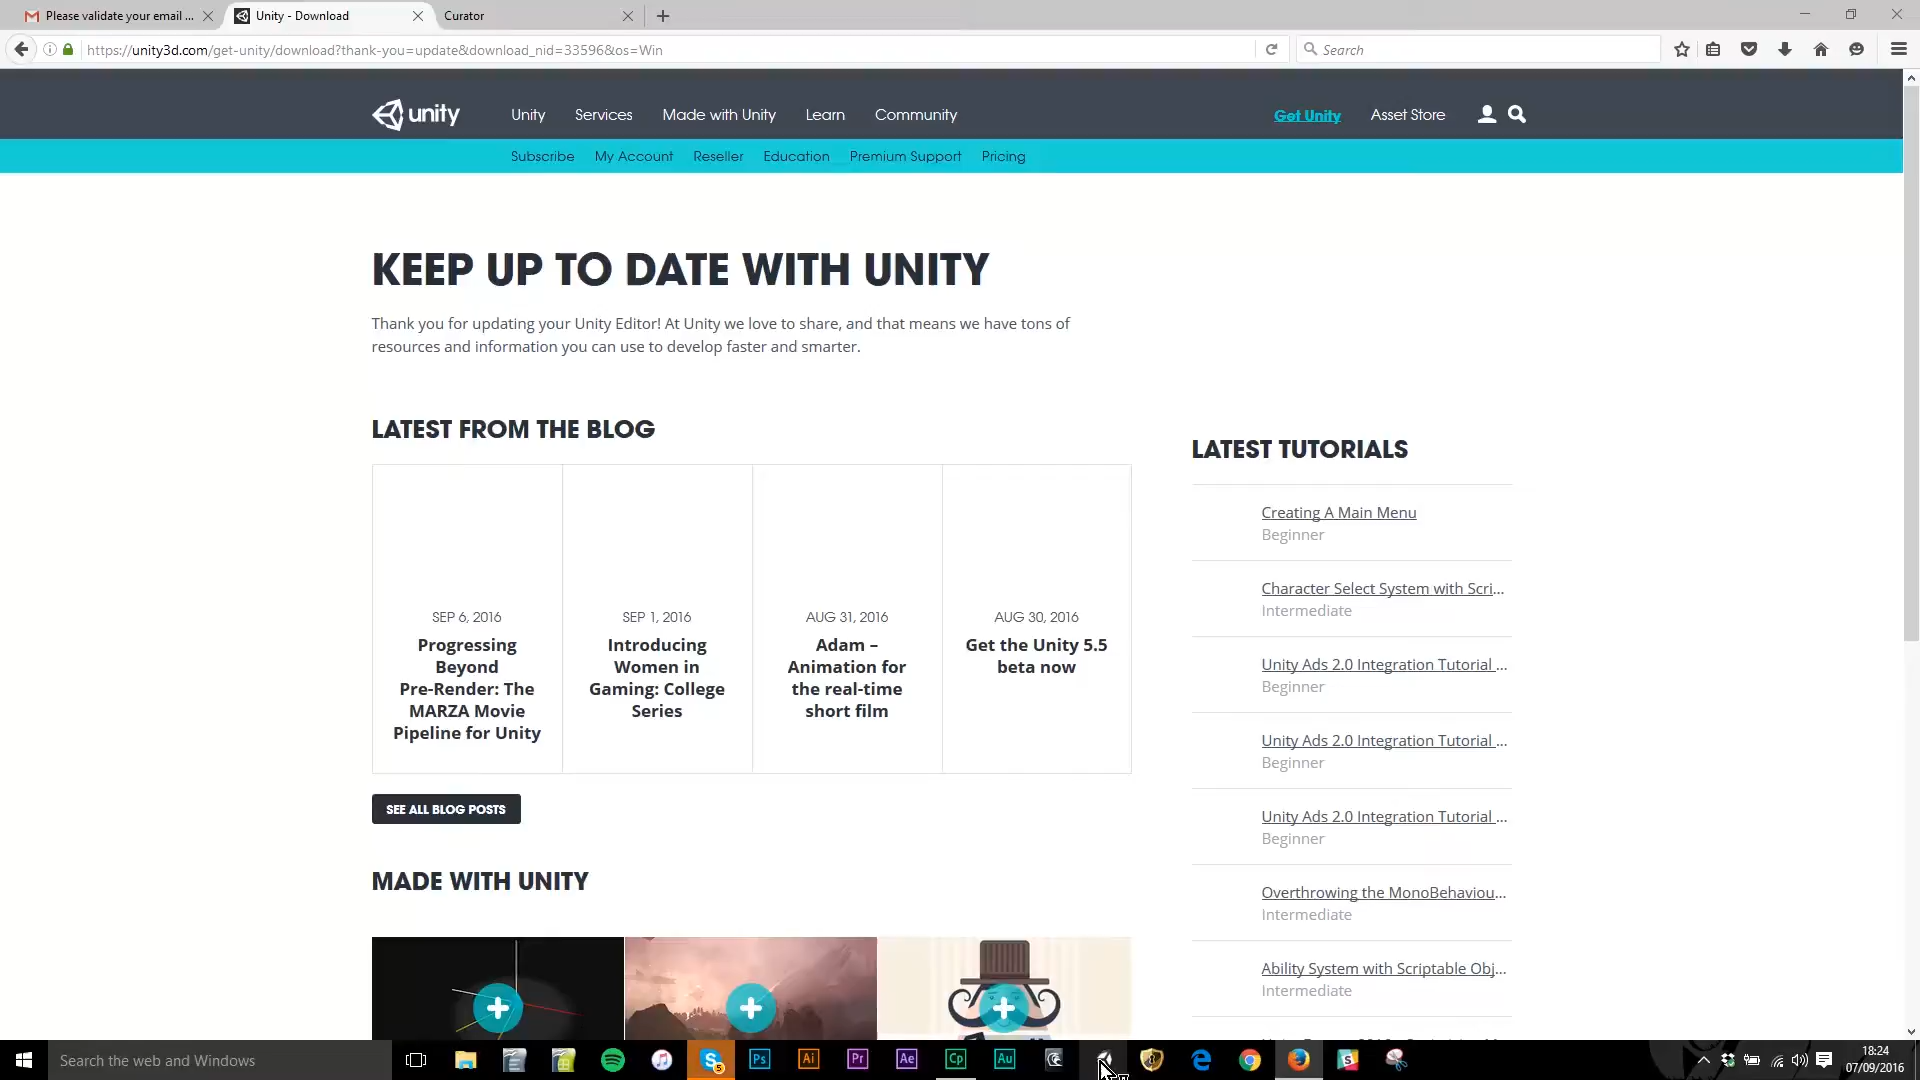 Please validate your email ...
Unity - Download
Curator
https://unity3d.com/get-unity/download?thank-you=update&download_nid=33596&os=Win
Search
unity
Unity
Services
Made with Unity
Learn
Community
Get Unity
Asset Store
Subscribe
My Account
Reseller
Education
Premium Support
Pricing
KEEP UP TO DATE WITH UNITY
Thank you for updating your Unity Editor! At Unity we love to share, and that means we have tons of
resources and information you can use to develop faster and smarter.
LATEST FROM THE BLOG
SEP 6, 2016
Progressing
Beyond
Pre-Render: The
MARZA Movie
Pipeline for Unity
SEP 1, 2016
Introducing
Women in
Gaming: College
Series
AUG 31, 2016
Adam –
Animation for
the real-time
short film
AUG 30, 2016
Get the Unity 5.5
beta now
SEE ALL BLOG POSTS
MADE WITH UNITY
LATEST TUTORIALS
Creating A Main Menu
Beginner
Character Select System with Scri...
Intermediate
Unity Ads 2.0 Integration Tutorial ...
Beginner
Unity Ads 2.0 Integration Tutorial ...
Beginner
Unity Ads 2.0 Integration Tutorial ...
Beginner
Overthrowing the MonoBehaviou...
Intermediate
Ability System with Scriptable Obj...
Intermediate
Search the web and Windows
5
Ps
Ai
Pr
Ae
Cp
Au
18:24
07/09/2016